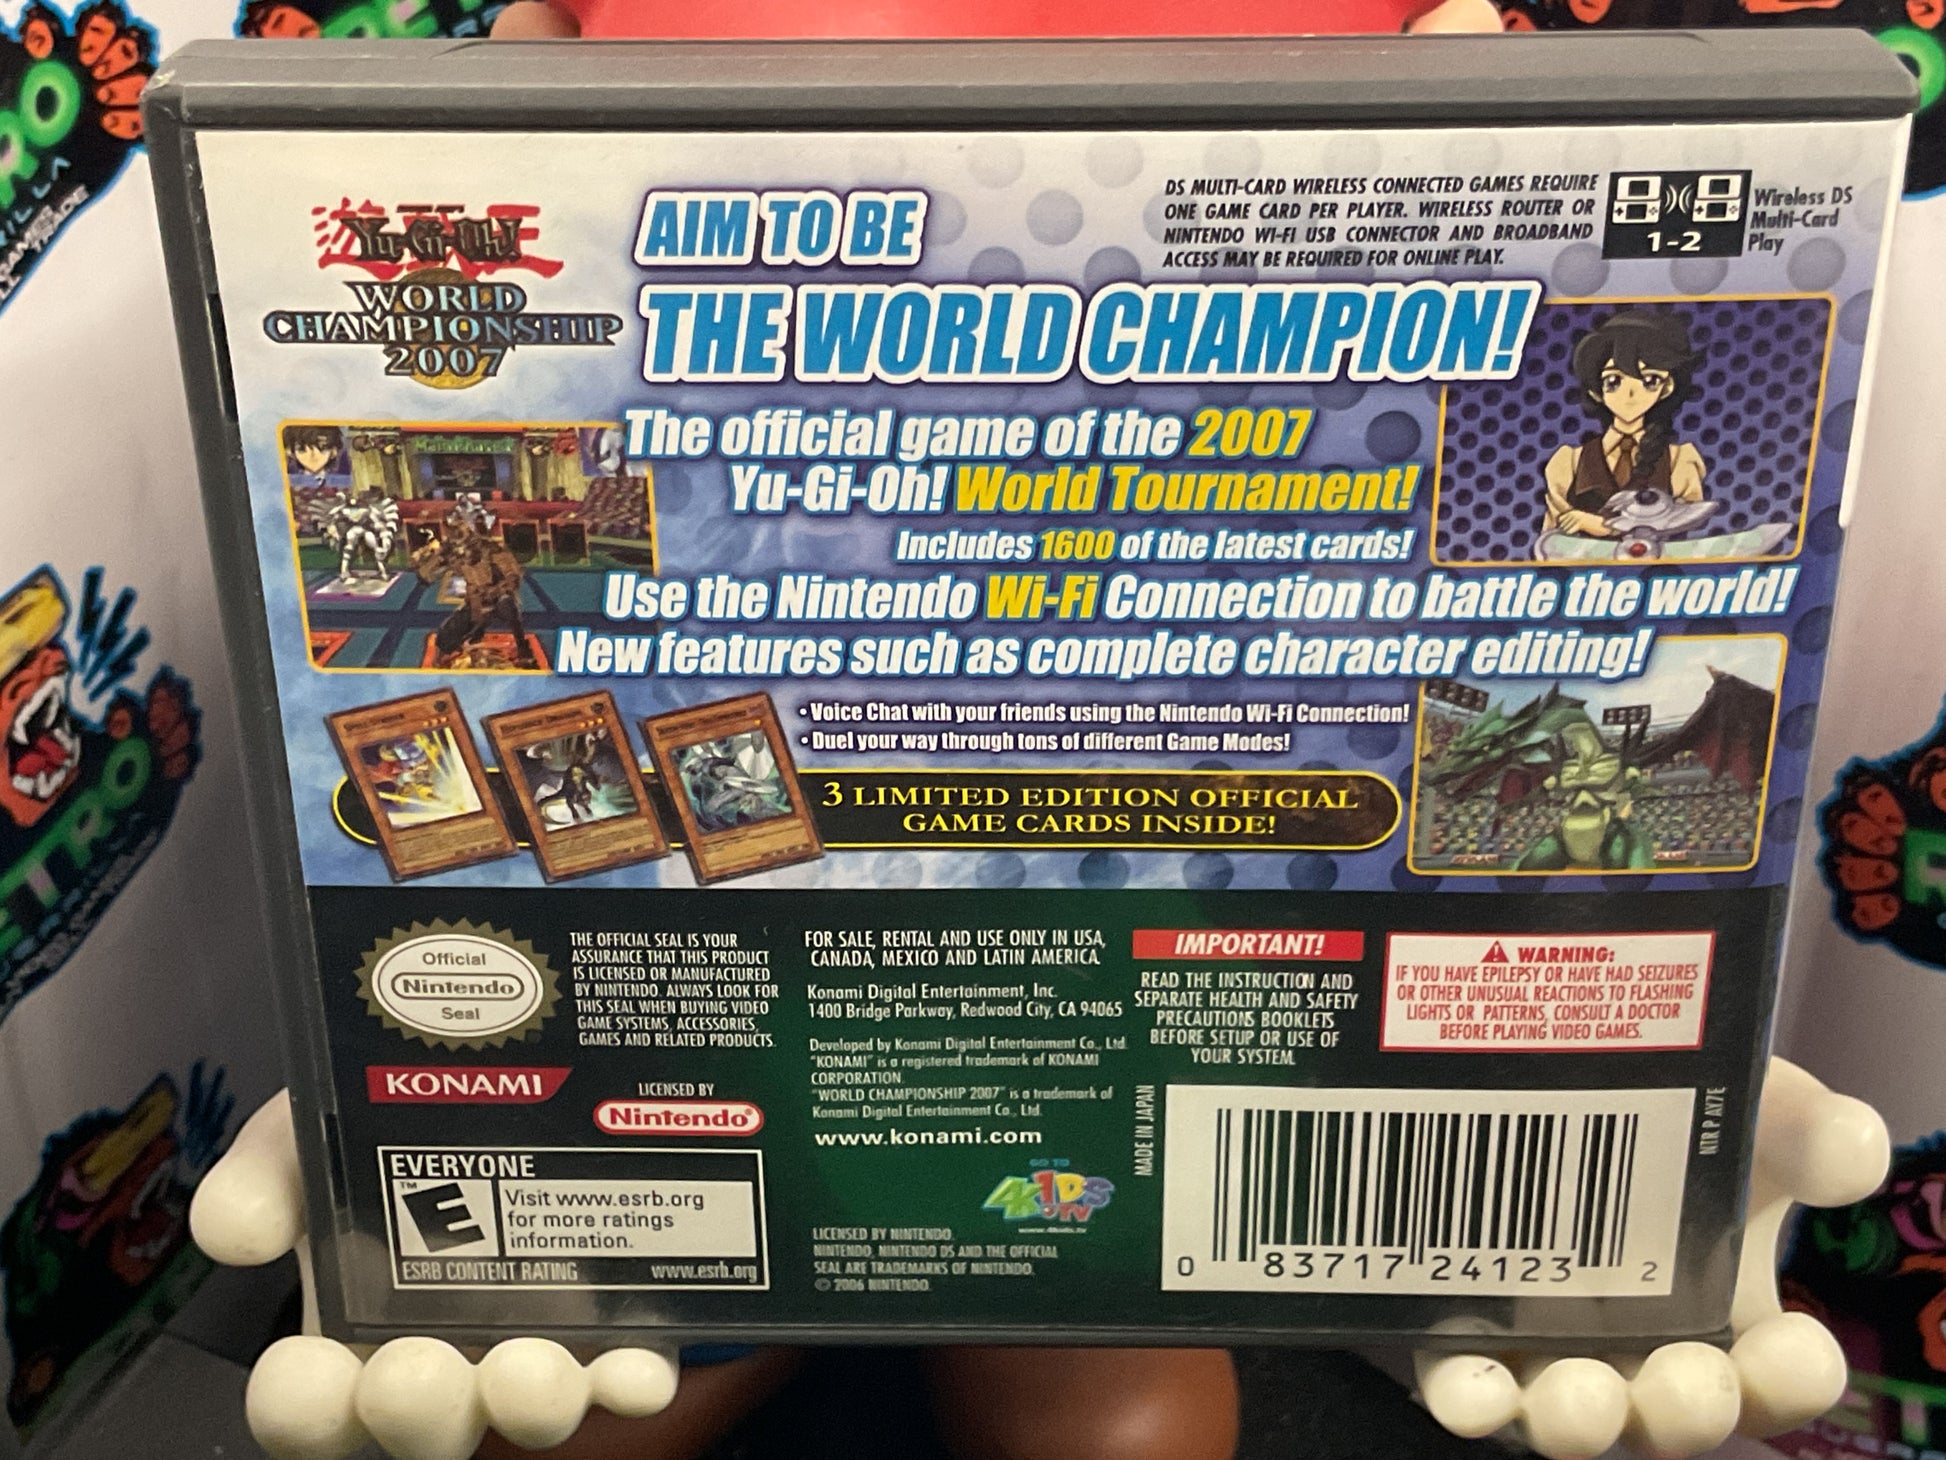 Yu-Gi-Oh!
WORLD
CHAMPIONSHIP
2007
AIM TO BE
THE WORLD CHAMPION!
DS MULTI-CARD WIRELESS CONNECTED GAMES REQUIRE
ONE GAME CARD PER PLAYER. WIRELESS ROUTER OR
NINTENDO WI-FI USB CONNECTOR AND BROADBAND
ACCESS MAY BE REQUIRED FOR ONLINE PLAY.
1-2
Wireless DS
Multi-Card
Play
The official game of the 2007
Yu-Gi-Oh! World Tournament!
Includes 1600 of the latest cards!
Use the Nintendo Wi-Fi Connection to battle the world!
New features such as complete character editing!
• Voice Chat with your friends using the Nintendo Wi-Fi Connection!
• Duel your way through tons of different Game Modes!
3 LIMITED EDITION OFFICIAL
GAME CARDS INSIDE!
Official
Nintendo
Seal
THE OFFICIAL SEAL IS YOUR
ASSURANCE THAT THIS PRODUCT
IS LICENSED OR MANUFACTURED
BY NINTENDO. ALWAYS LOOK FOR
THIS SEAL WHEN BUYING VIDEO
GAME SYSTEMS, ACCESSORIES,
GAMES AND RELATED PRODUCTS.
KONAMI
LICENSED BY
Nintendo®
EVERYONE
E
™
Visit www.esrb.org
for more ratings
information.
ESRB CONTENT RATING www.esrb.org
FOR SALE, RENTAL AND USE ONLY IN USA,
CANADA, MEXICO AND LATIN AMERICA.
Konami Digital Entertainment, Inc.
1400 Bridge Parkway, Redwood City, CA 94065
Developed by Konami Digital Entertainment Co., Ltd.
"KONAMI" is a registered trademark of KONAMI
CORPORATION.
"WORLD CHAMPIONSHIP 2007" is a trademark of
Konami Digital Entertainment Co., Ltd.
www.konami.com
GO TO
4KiDS
.TV
www.4kids.tv
LICENSED BY NINTENDO.
NINTENDO, NINTENDO DS AND THE OFFICIAL
SEAL ARE TRADEMARKS OF NINTENDO.
© 2006 NINTENDO.
IMPORTANT!
READ THE INSTRUCTION AND
SEPARATE HEALTH AND SAFETY
PRECAUTIONS BOOKLETS
BEFORE SETUP OR USE OF
YOUR SYSTEM.
WARNING:
IF YOU HAVE EPILEPSY OR HAVE HAD SEIZURES
OR OTHER UNUSUAL REACTIONS TO FLASHING
LIGHTS OR PATTERNS, CONSULT A DOCTOR
BEFORE PLAYING VIDEO GAMES.
MADE IN JAPAN
NTR P AY7E
0 83717 24123 2